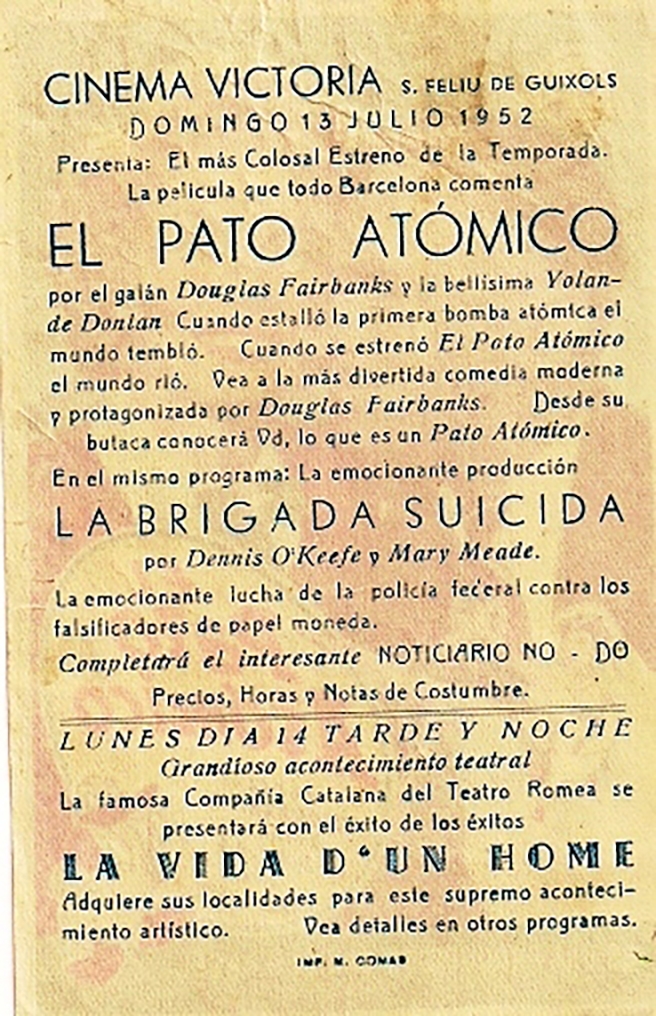 CINEMA VICTORIA S. FELIU DE GUIXOLS
DOMINGO 13 JULIO 1952
Presenta: El más Colosal Estreno de la Temporada.
La pelicula que todo Barcelona comenta
EL PATO ATÓMICO
por el galán Douglas Fairbanks y la bellisima Yolan-
de Donlan Cuando estalló la primera bomba atómica el
mundo tembló. Cuando se estrenó El Pato Atómico
el mundo rió. Vea a la más divertida comedia moderna
y protagonizada por Douglas Fairbanks. Desde su
butaca conocerá Vd, lo que es un Pato Atómico.
En el mismo programa: La emocionante producción
LA BRIGADA SUICIDA
por Dennis O'Keefe y Mary Meade.
La emocionante lucha de la policía federal contra los
falsificadores de papel moneda.
Completará el interesante NOTICIARIO NO - DO
Precios, Horas y Notas de Costumbre.
LUNES DIA 14 TARDE Y NOCHE
Grandioso acontecimiento teatral
La famosa Compañía Catalana del Teatro Romea se
presentará con el éxito de los éxitos
LA VIDA D'UN HOME
Adquiere sus localidades para este supremo aconteci-
miento artístico. Vea detalles en otros programas.
IMP. M. COMAS